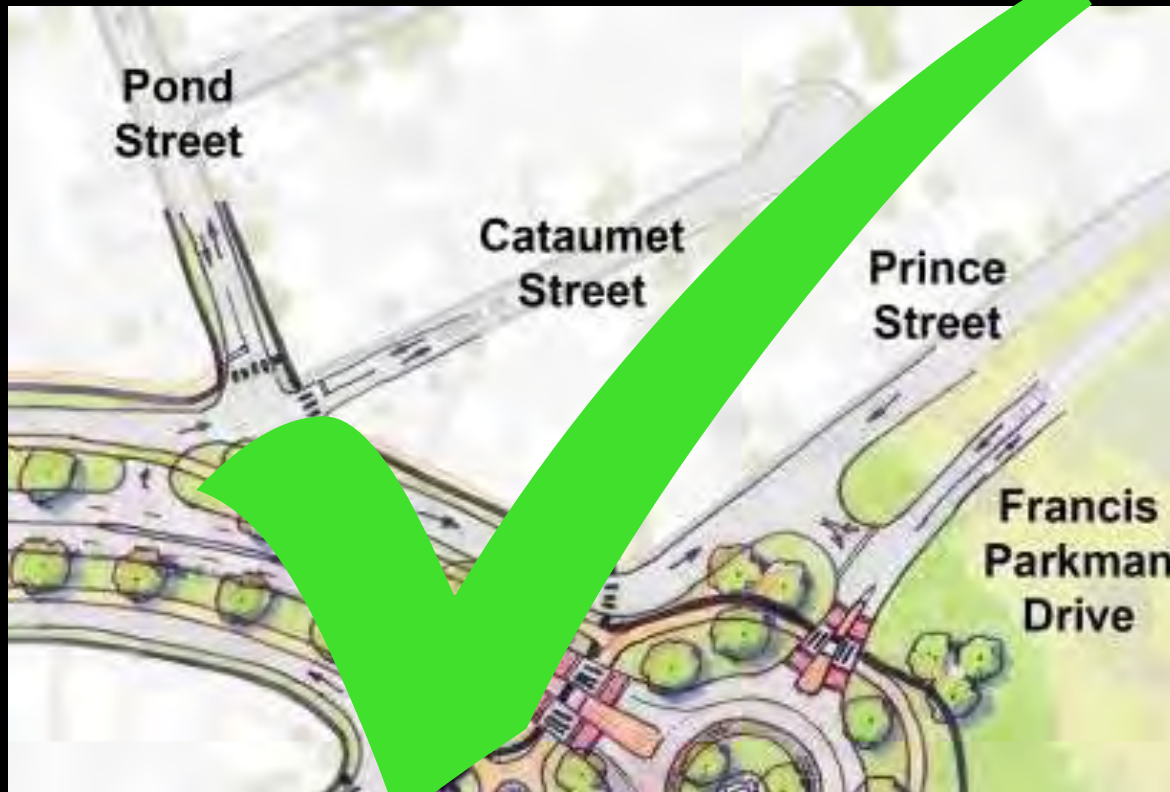 Pond
Street
Cataumet
Street
Prince
Street
Francis
Parkman
Drive